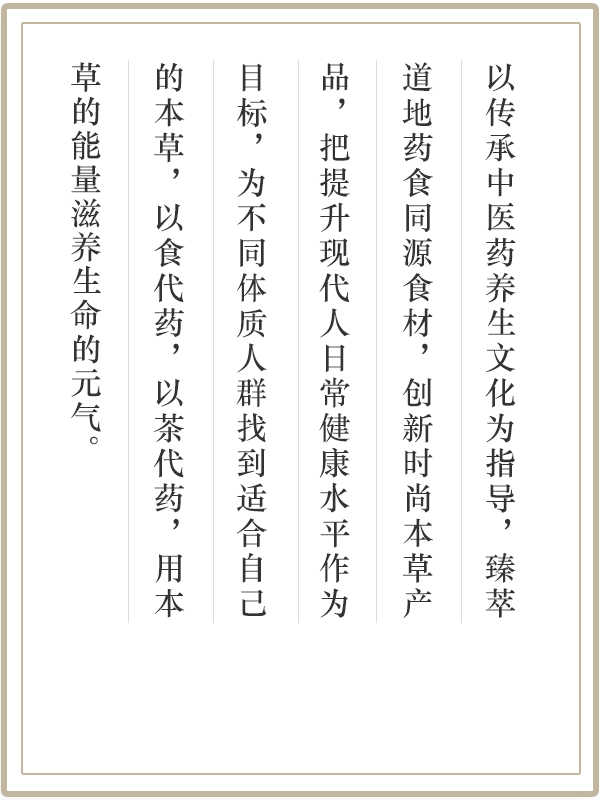 以传承中医药养生文化为指导，臻萃
道地药食同源食材，创新时尚本草产
品，把提升现代人日常健康水平作为
目标，为不同体质人群找到适合自己
的本草，以食代药，以茶代药，用本
草的能量滋养生命的元气。